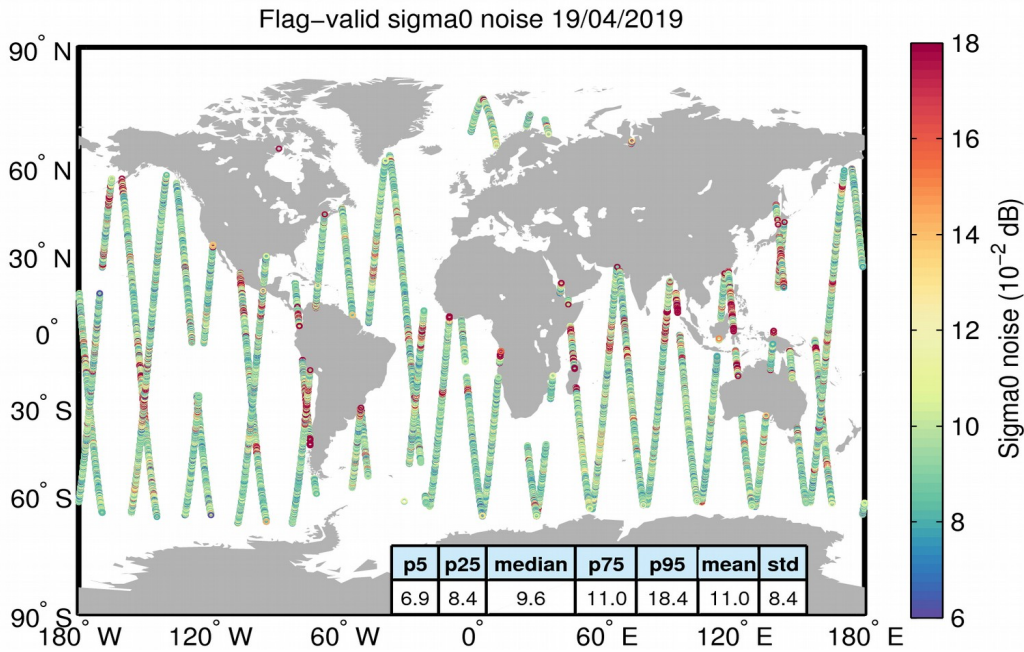 Flag-valid sigma0 noise 19/04/2019
90° N
60° N
30° N
0°
30° S
60° S
90° S
180° W
120° W
60° W
0°
60° E
120° E
180° E
p5 p25 median p75 p95 mean std
6.9 8.4 9.6 11.0 18.4 11.0 8.4
18
16
14
12
10
8
6
Sigma0 noise (10⁻² dB)